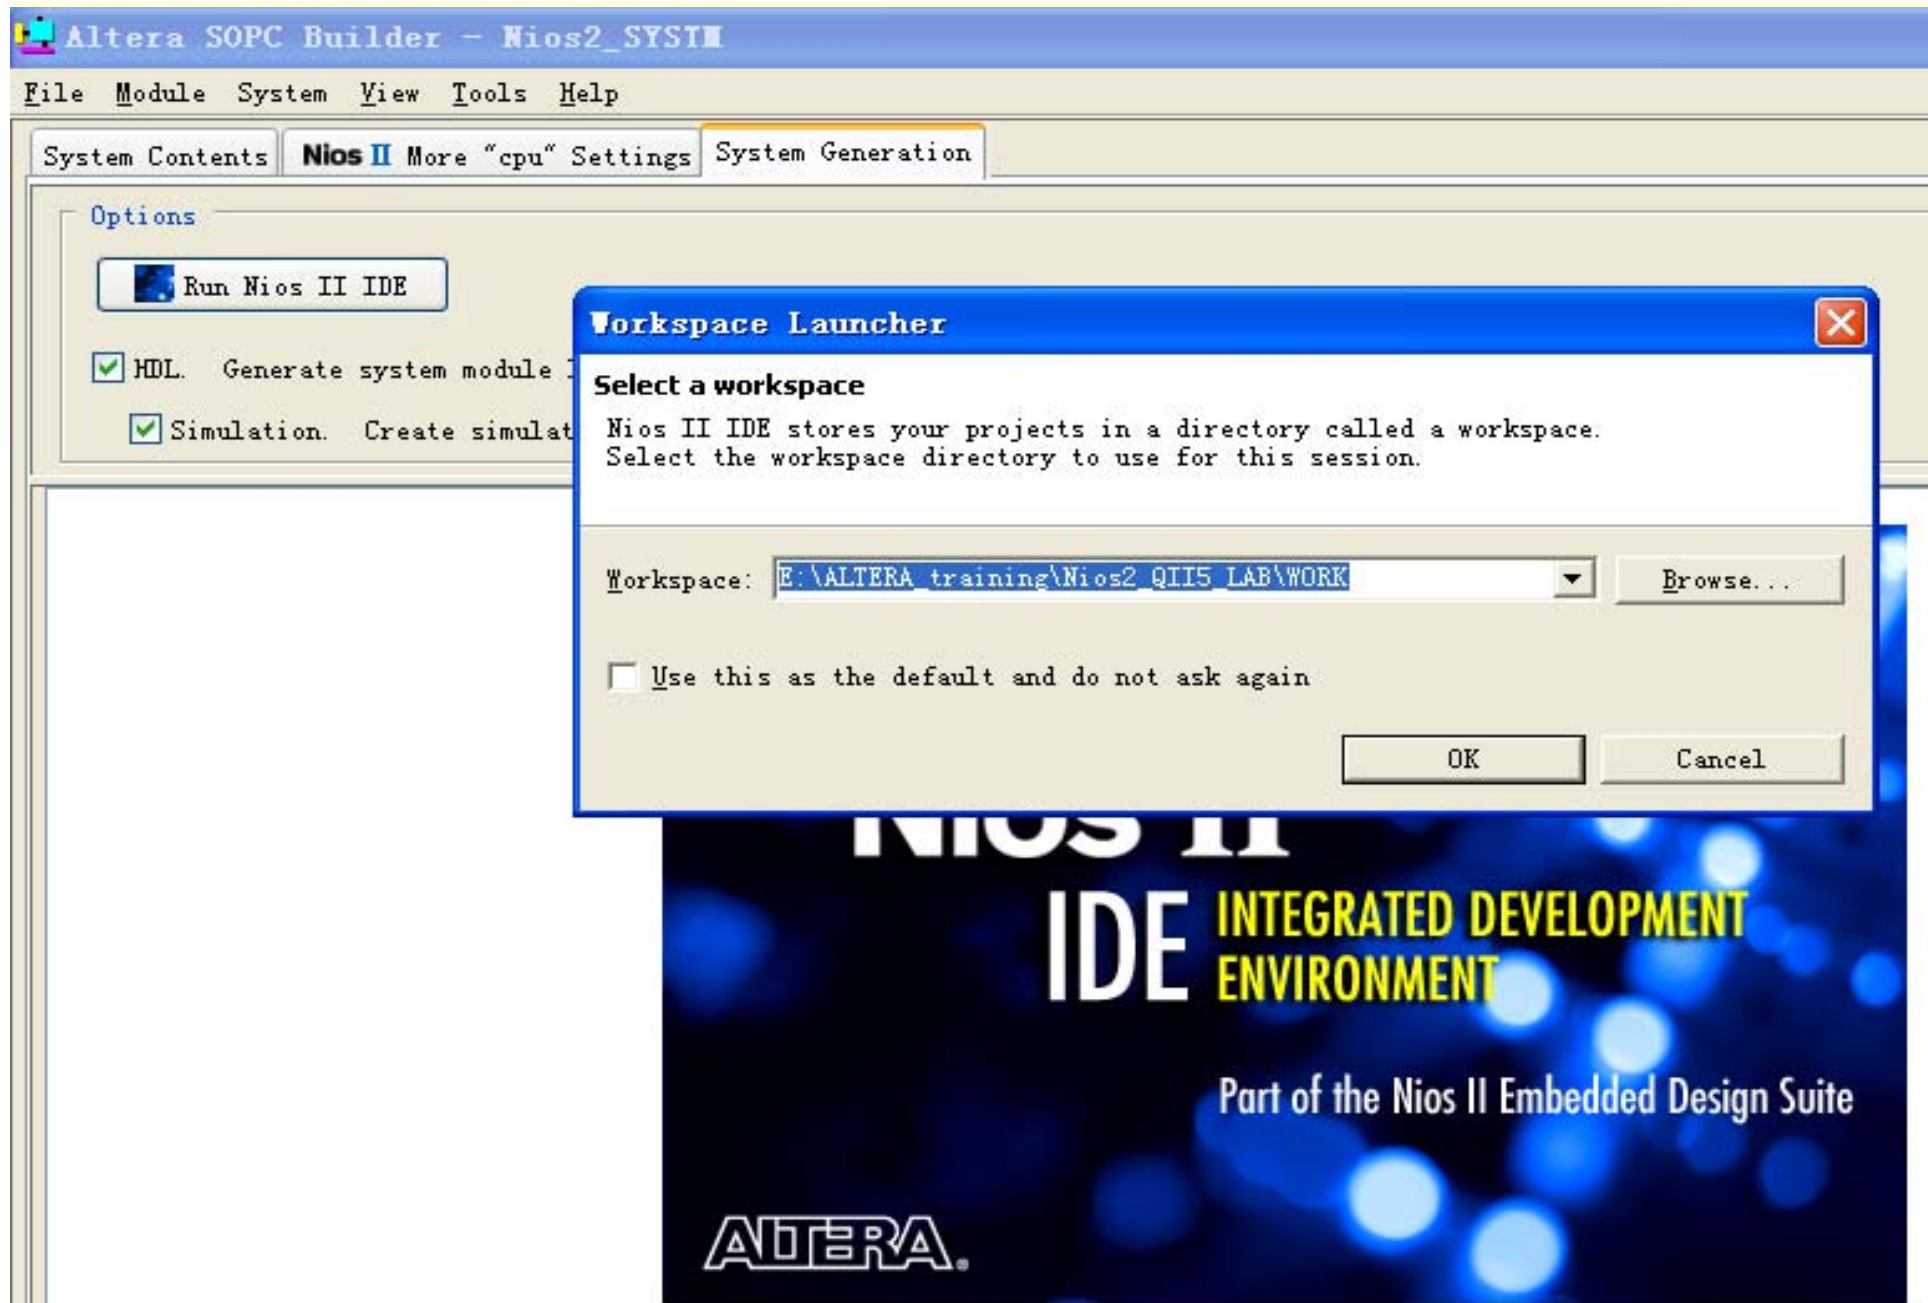 Altera SOPC Builder - Nios2_SYSTM
File Module System View Tools Help
System Contents Nios II More "cpu" Settings System Generation
Options
Run Nios II IDE
HDL. Generate system module
Simulation. Create simulat
Workspace Launcher
Select a workspace
Nios II IDE stores your projects in a directory called a workspace.
Select the workspace directory to use for this session.
Workspace: E:\ALTERA_training\Nios2_QII5_LAB\WORK Browse...
Use this as the default and do not ask again
OK Cancel
Nios II
IDE INTEGRATED DEVELOPMENT
ENVIRONMENT
Part of the Nios II Embedded Design Suite
ALTERA.